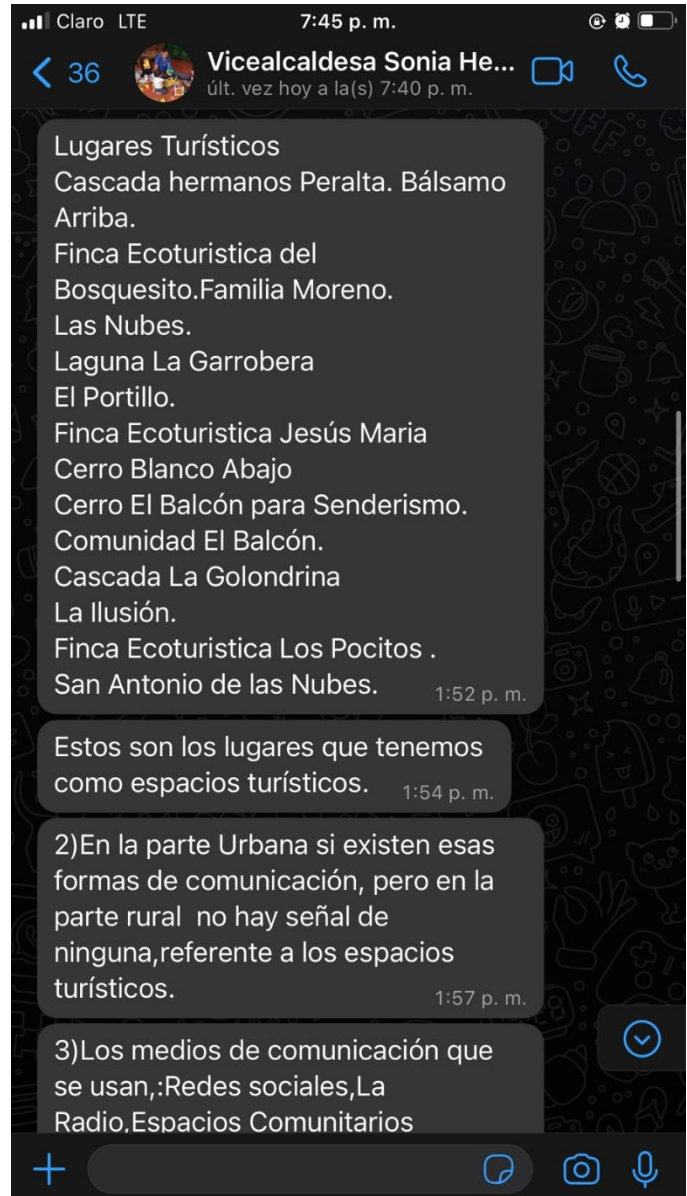 Claro LTE 7:45 p. m.
36 Vicealcaldesa Sonia He...
últ. vez hoy a la(s) 7:40 p. m.
Lugares Turísticos
Cascada hermanos Peralta. Bálsamo
Arriba.
Finca Ecoturistica del
Bosquesito.Familia Moreno.
Las Nubes.
Laguna La Garrobera
El Portillo.
Finca Ecoturistica Jesús Maria
Cerro Blanco Abajo
Cerro El Balcón para Senderismo.
Comunidad El Balcón.
Cascada La Golondrina
La Ilusión.
Finca Ecoturistica Los Pocitos .
San Antonio de las Nubes. 1:52 p. m.
Estos son los lugares que tenemos
como espacios turísticos. 1:54 p. m.
2)En la parte Urbana si existen esas
formas de comunicación, pero en la
parte rural  no hay señal de
ninguna,referente a los espacios
turísticos. 1:57 p. m.
3)Los medios de comunicación que
se usan,:Redes sociales,La
Radio,Espacios Comunitarios